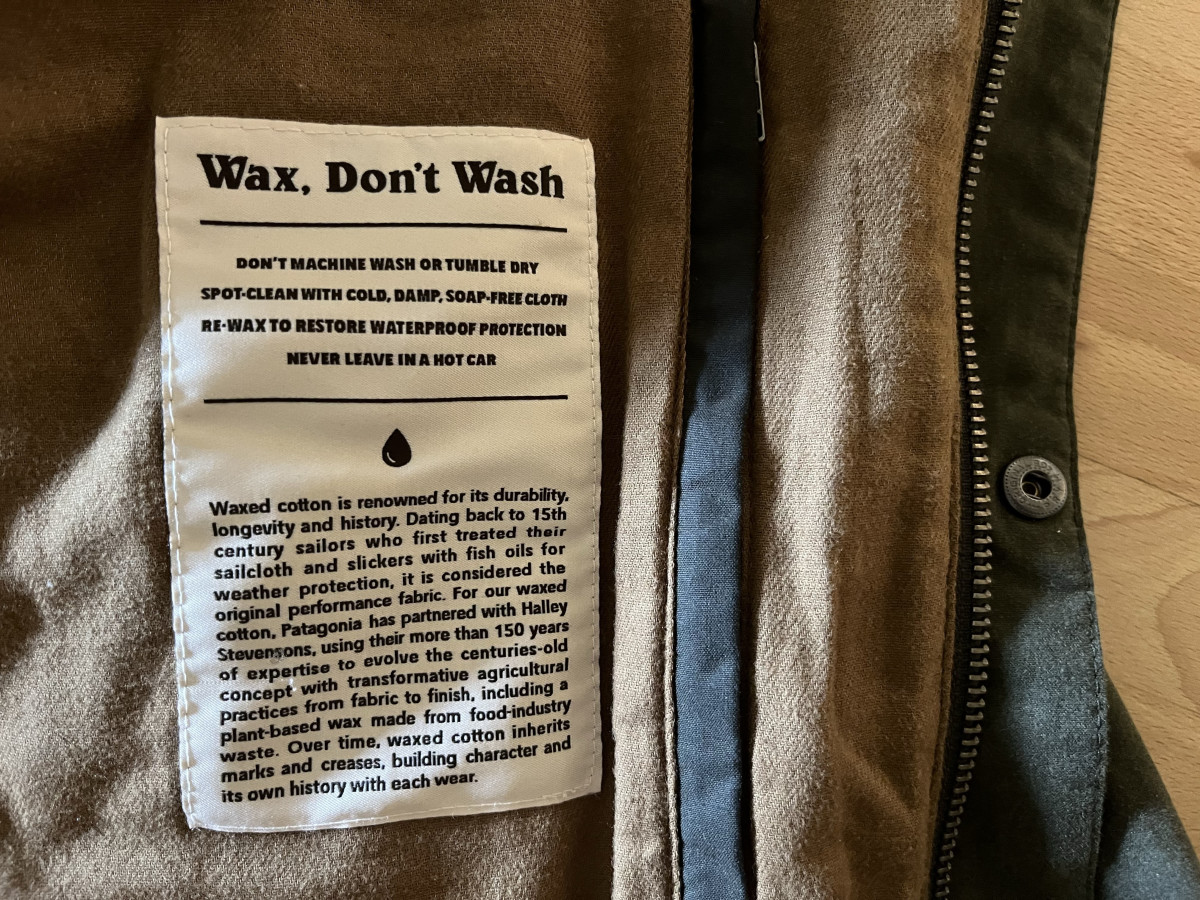 Wax, Don't Wash
DON'T MACHINE WASH OR TUMBLE DRY
SPOT-CLEAN WITH COLD, DAMP, SOAP-FREE CLOTH
RE-WAX TO RESTORE WATERPROOF PROTECTION
NEVER LEAVE IN A HOT CAR
Waxed cotton is renowned for its durability,
longevity and history. Dating back to 15th
century sailors who first treated their
sailcloth and slickers with fish oils for
weather protection, it is considered the
original performance fabric. For our waxed
cotton, Patagonia has partnered with Halley
Stevensons, using their more than 150 years
of expertise to evolve the centuries-old
concept with transformative agricultural
practices from fabric to finish, including a
plant-based wax made from food-industry
waste. Over time, waxed cotton inherits
marks and creases, building character and
its own history with each wear.